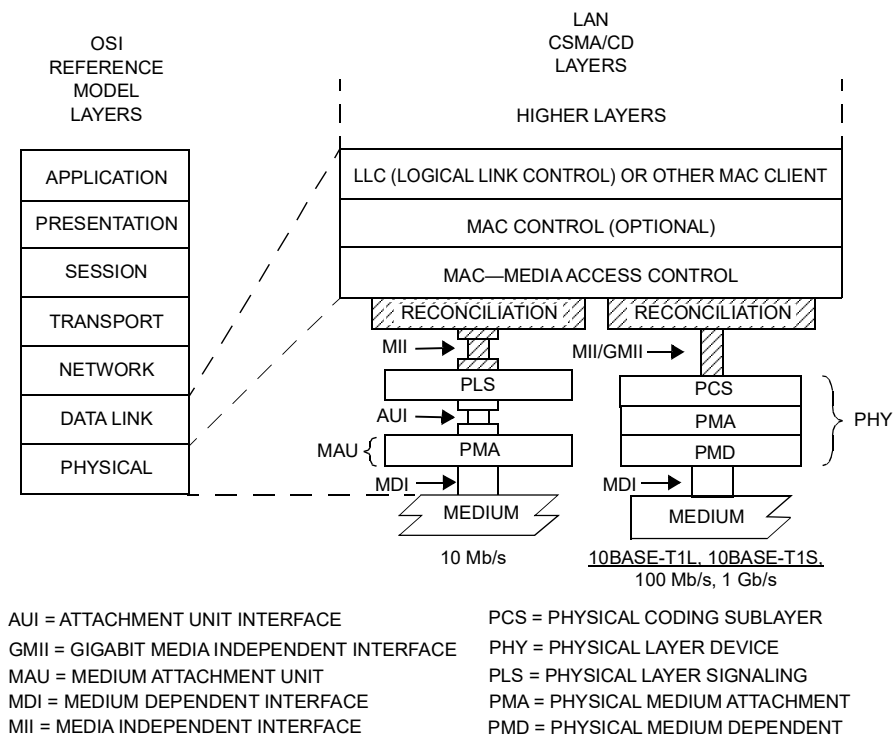 OSI
REFERENCE
MODEL
LAYERS
LAN
CSMA/CD
LAYERS
HIGHER LAYERS
APPLICATION
PRESENTATION
SESSION
TRANSPORT
NETWORK
DATA LINK
PHYSICAL
LLC (LOGICAL LINK CONTROL) OR OTHER MAC CLIENT
MAC CONTROL (OPTIONAL)
MAC—MEDIA ACCESS CONTROL
RECONCILIATION
MII
PLS
AUI
MAU
PMA
MDI
MEDIUM
10 Mb/s
RECONCILIATION
MII/GMII
PCS
PMA
PMD
PHY
MDI
MEDIUM
10BASE-T1L, 10BASE-T1S,
100 Mb/s, 1 Gb/s
AUI = ATTACHMENT UNIT INTERFACE
GMII = GIGABIT MEDIA INDEPENDENT INTERFACE
MAU = MEDIUM ATTACHMENT UNIT
MDI = MEDIUM DEPENDENT INTERFACE
MII = MEDIA INDEPENDENT INTERFACE
PCS = PHYSICAL CODING SUBLAYER
PHY = PHYSICAL LAYER DEVICE
PLS = PHYSICAL LAYER SIGNALING
PMA = PHYSICAL MEDIUM ATTACHMENT
PMD = PHYSICAL MEDIUM DEPENDENT